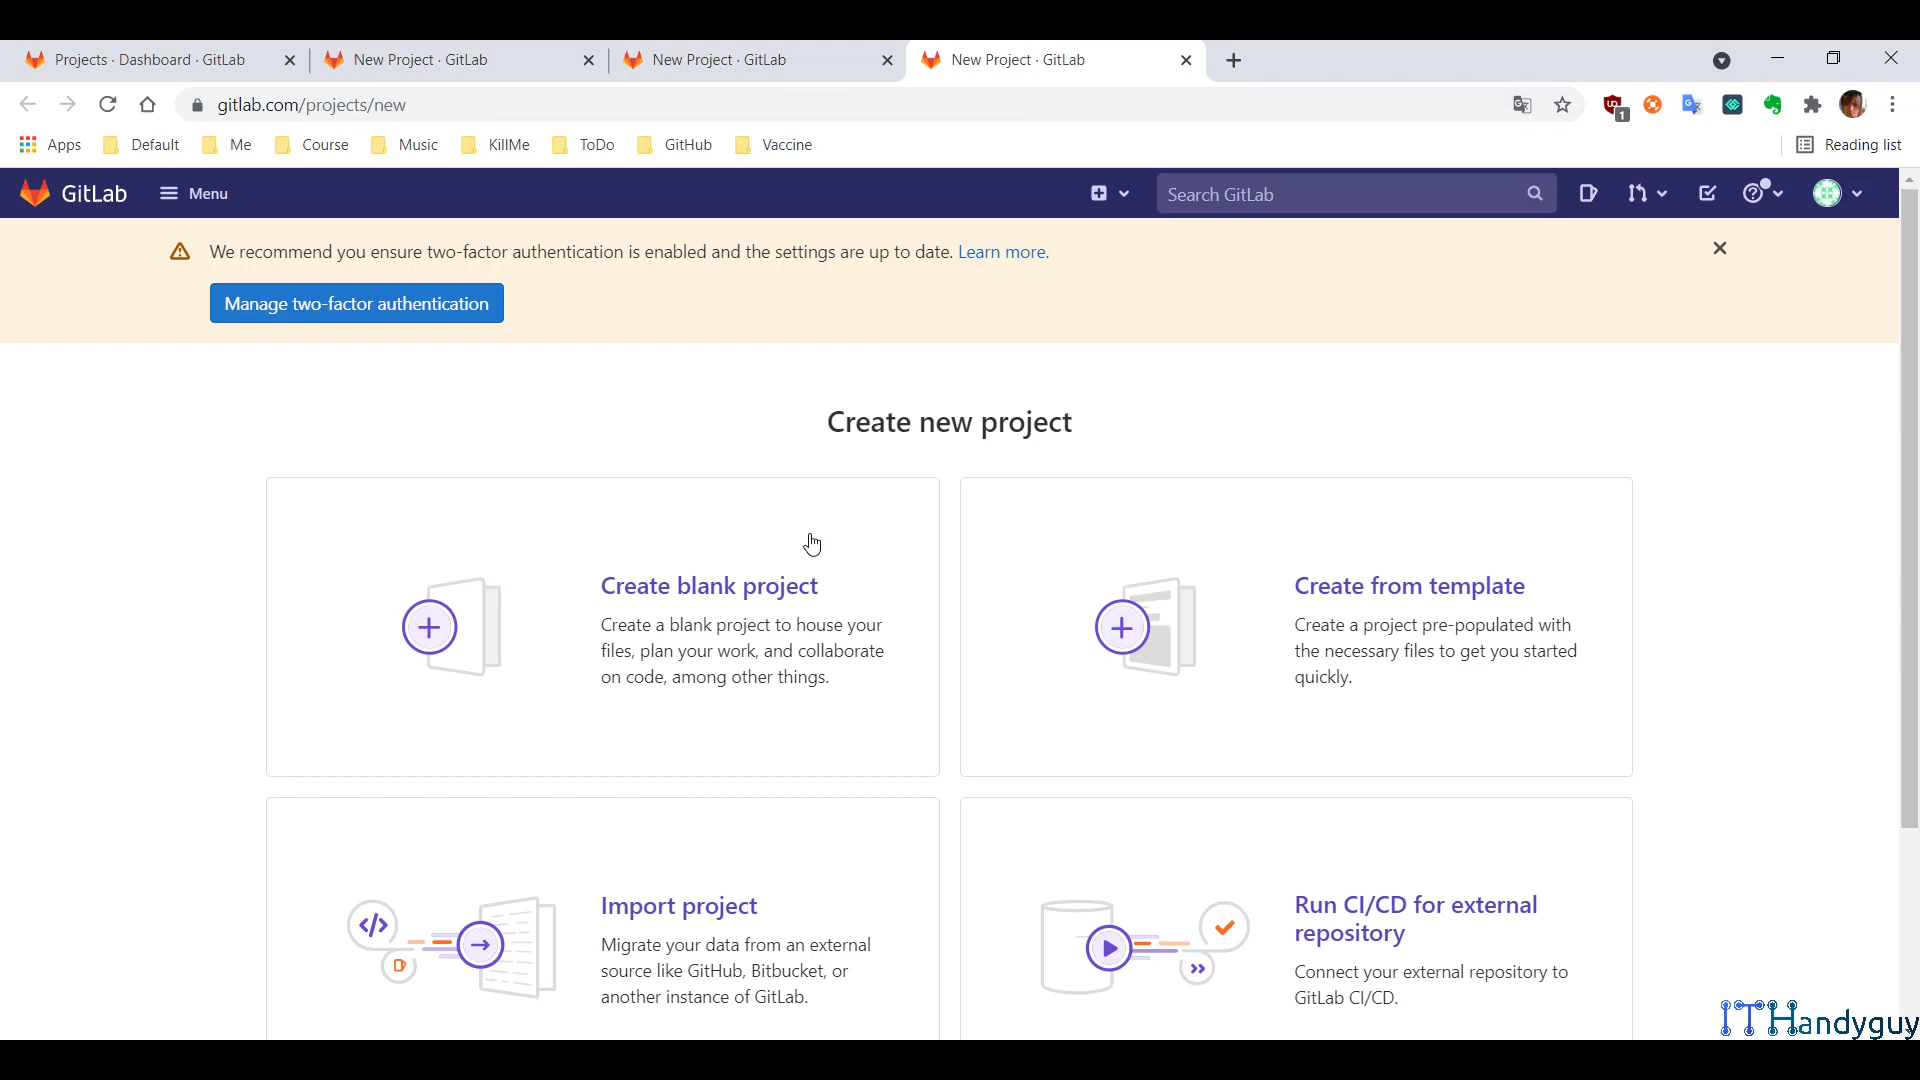 Projects · Dashboard · GitLab
New Project · GitLab
New Project · GitLab
New Project · GitLab
gitlab.com/projects/new
1
Apps
Default
Me
Course
Music
KillMe
ToDo
GitHub
Vaccine
Reading list
GitLab
Menu
Search GitLab
We recommend you ensure two-factor authentication is enabled and the settings are up to date. Learn more.
Manage two-factor authentication
Create new project
Create blank project
Create a blank project to house your
files, plan your work, and collaborate
on code, among other things.
Create from template
Create a project pre-populated with
the necessary files to get you started
quickly.
Import project
Migrate your data from an external
source like GitHub, Bitbucket, or
another instance of GitLab.
Run CI/CD for external
repository
Connect your external repository to
GitLab CI/CD.
ITHandyguy